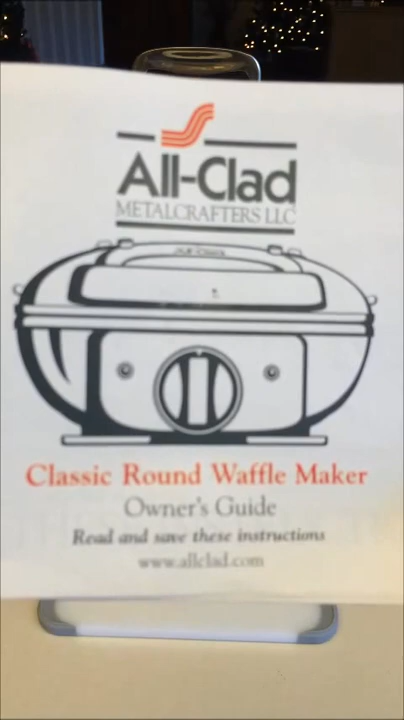 All-Clad
METALCRAFTERS LLC
Classic Round Waffle Maker
Owner's Guide
Read and save these instructions
www.allclad.com